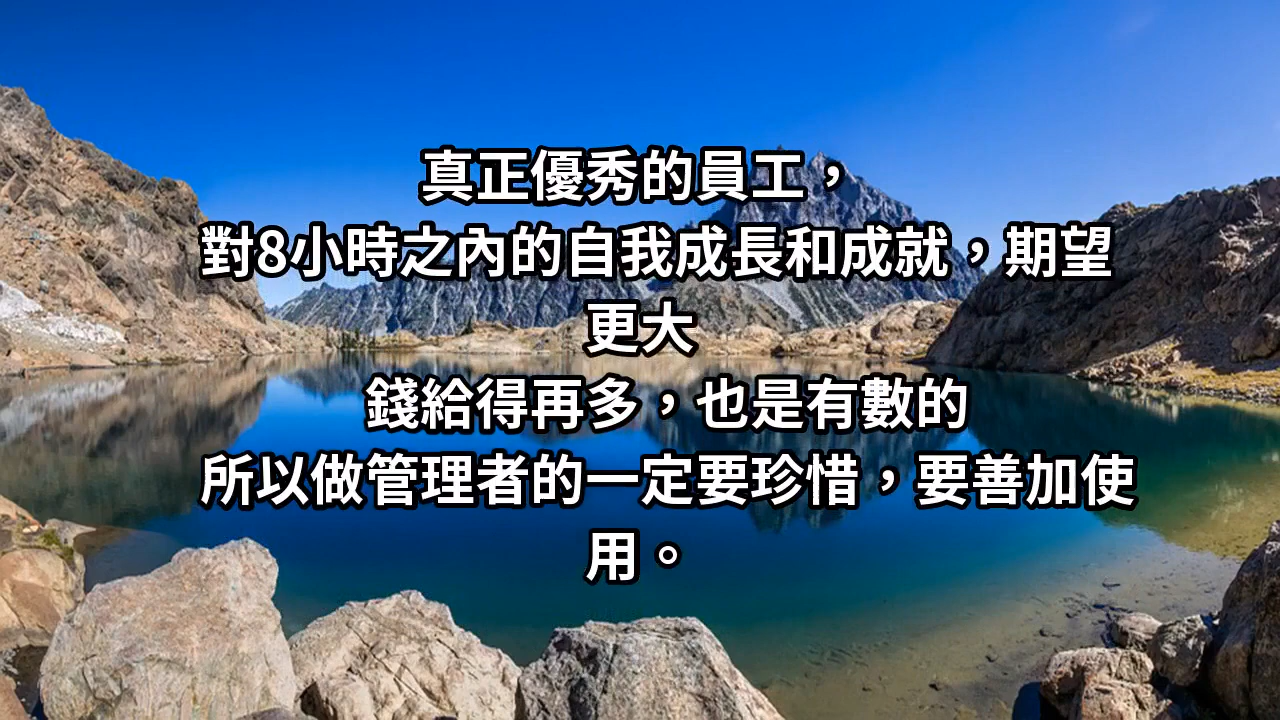 真正優秀的員工，
對8小時之內的自我成長和成就，期望
更大
錢給得再多，也是有數的
所以做管理者的一定要珍惜，要善加使
用。